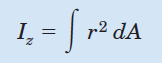 I_z = ∫ r² dA